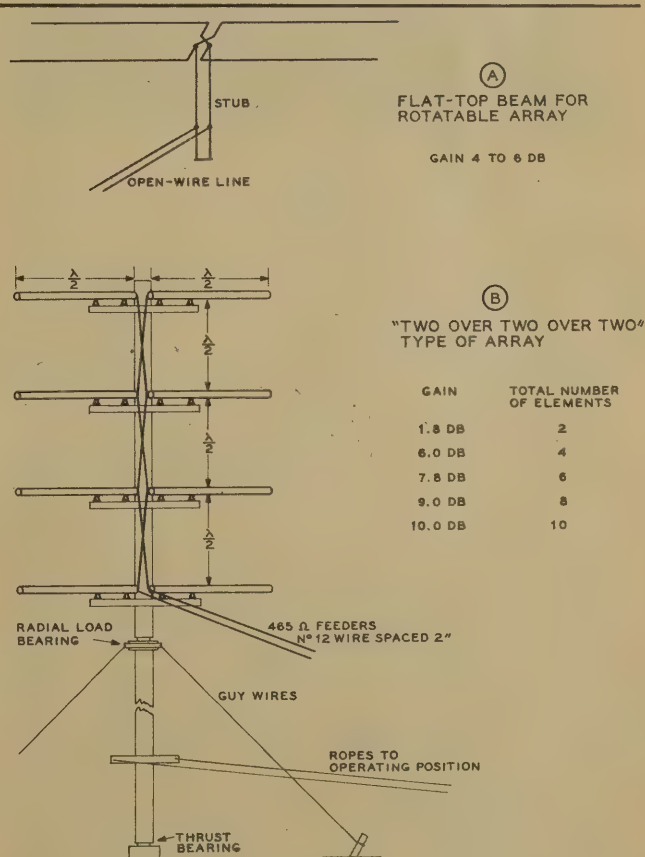 A
FLAT-TOP BEAM FOR
ROTATABLE ARRAY
GAIN 4 TO 6 DB
STUB
OPEN-WIRE LINE
λ/2
λ/2
B
"TWO OVER TWO OVER TWO"
TYPE OF ARRAY
λ/2
GAIN TOTAL NUMBER
OF ELEMENTS
1.8 DB 2
6.0 DB 4
7.8 DB 6
9.0 DB 8
10.0 DB 10
λ/2
λ/2
465 Ω FEEDERS
Nº 12 WIRE SPACED 2"
RADIAL LOAD
BEARING
GUY WIRES
ROPES TO
OPERATING POSITION
THRUST
BEARING